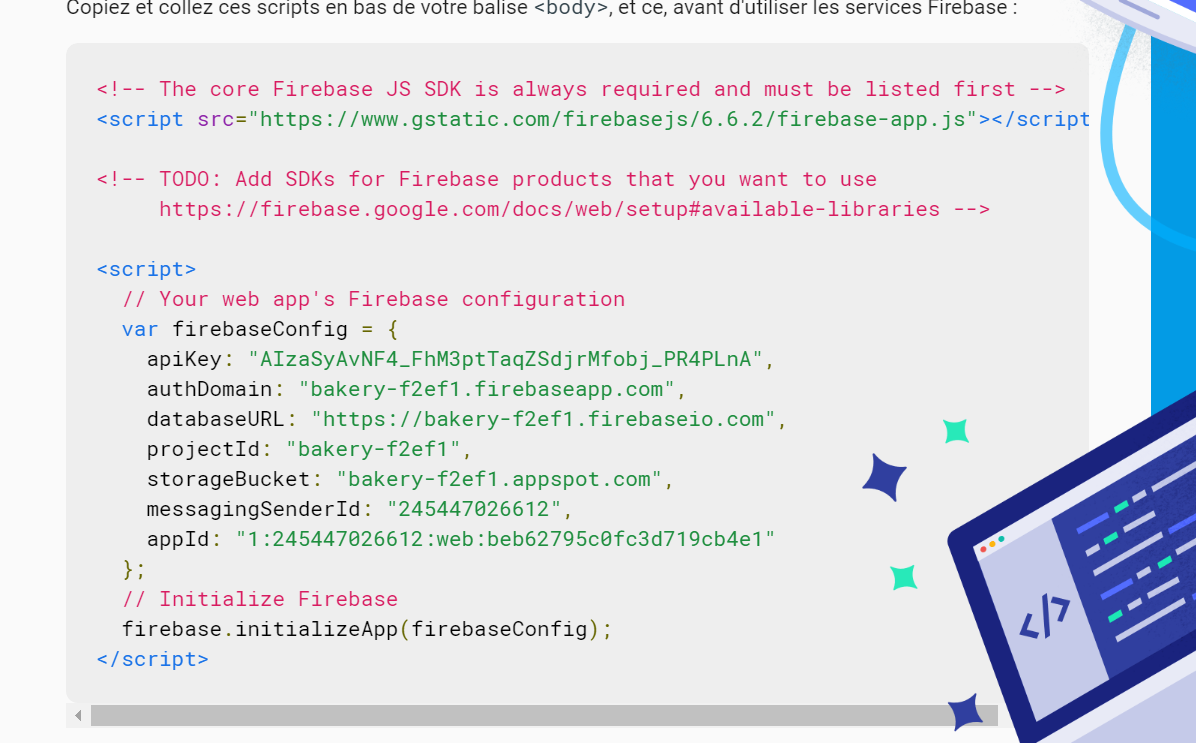 Copiez et collez ces scripts en bas de votre balise <body>, et ce, avant d'utiliser les services Firebase :
<!-- The core Firebase JS SDK is always required and must be listed first -->
<script src="https://www.gstatic.com/firebasejs/6.6.2/firebase-app.js"></script
<!-- TODO: Add SDKs for Firebase products that you want to use
https://firebase.google.com/docs/web/setup#available-libraries -->
<script>
// Your web app's Firebase configuration
var firebaseConfig = {
apiKey: "AIzaSyAvNF4_FhM3ptTaqZSdjrMfobj_PR4PLnA",
authDomain: "bakery-f2ef1.firebaseapp.com",
databaseURL: "https://bakery-f2ef1.firebaseio.com",
projectId: "bakery-f2ef1",
storageBucket: "bakery-f2ef1.appspot.com",
messagingSenderId: "245447026612",
appId: "1:245447026612:web:beb62795c0fc3d719cb4e1"
};
// Initialize Firebase
firebase.initializeApp(firebaseConfig);
</script>
</>